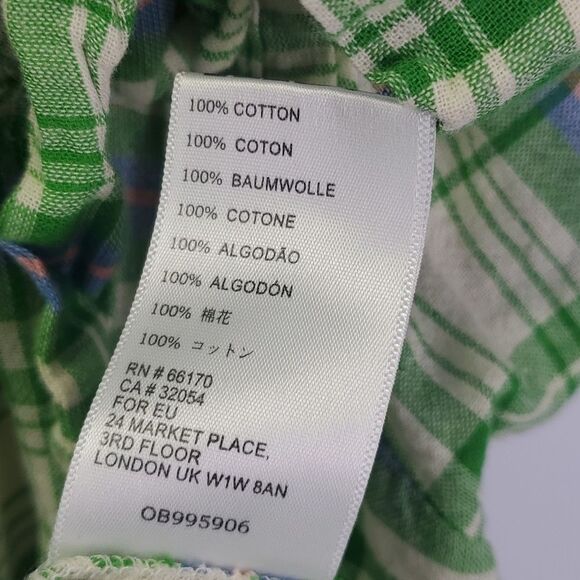 100% COTTON
100% COTON
100% BAUMWOLLE
100% COTONE
100% ALGODÃO
100% ALGODÓN
100% 棉花
100% コットン
RN # 66170
CA # 32054
FOR EU
24 MARKET PLACE,
3RD FLOOR
LONDON UK W1W 8AN
OB995906